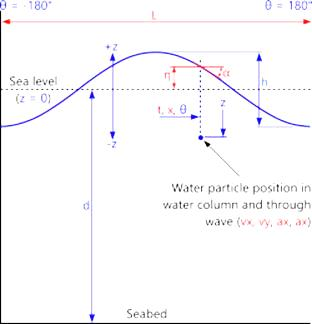 θ = -180°
L
θ = 180°
+z
Sea level
(z = 0)
η
α
h
t, x, θ
z
-z
d
Water particle position in
water column and through
wave (vx, vy, ax, ax)
Seabed